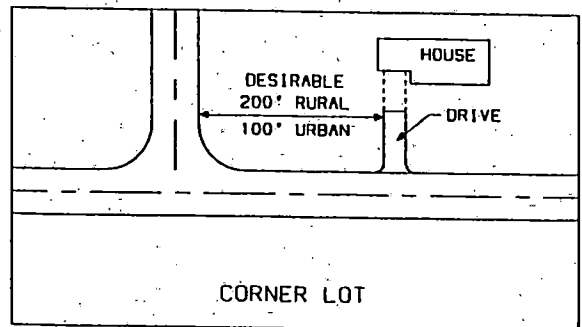 HOUSE
DESIRABLE
200' RURAL
100' URBAN
DRIVE
CORNER LOT